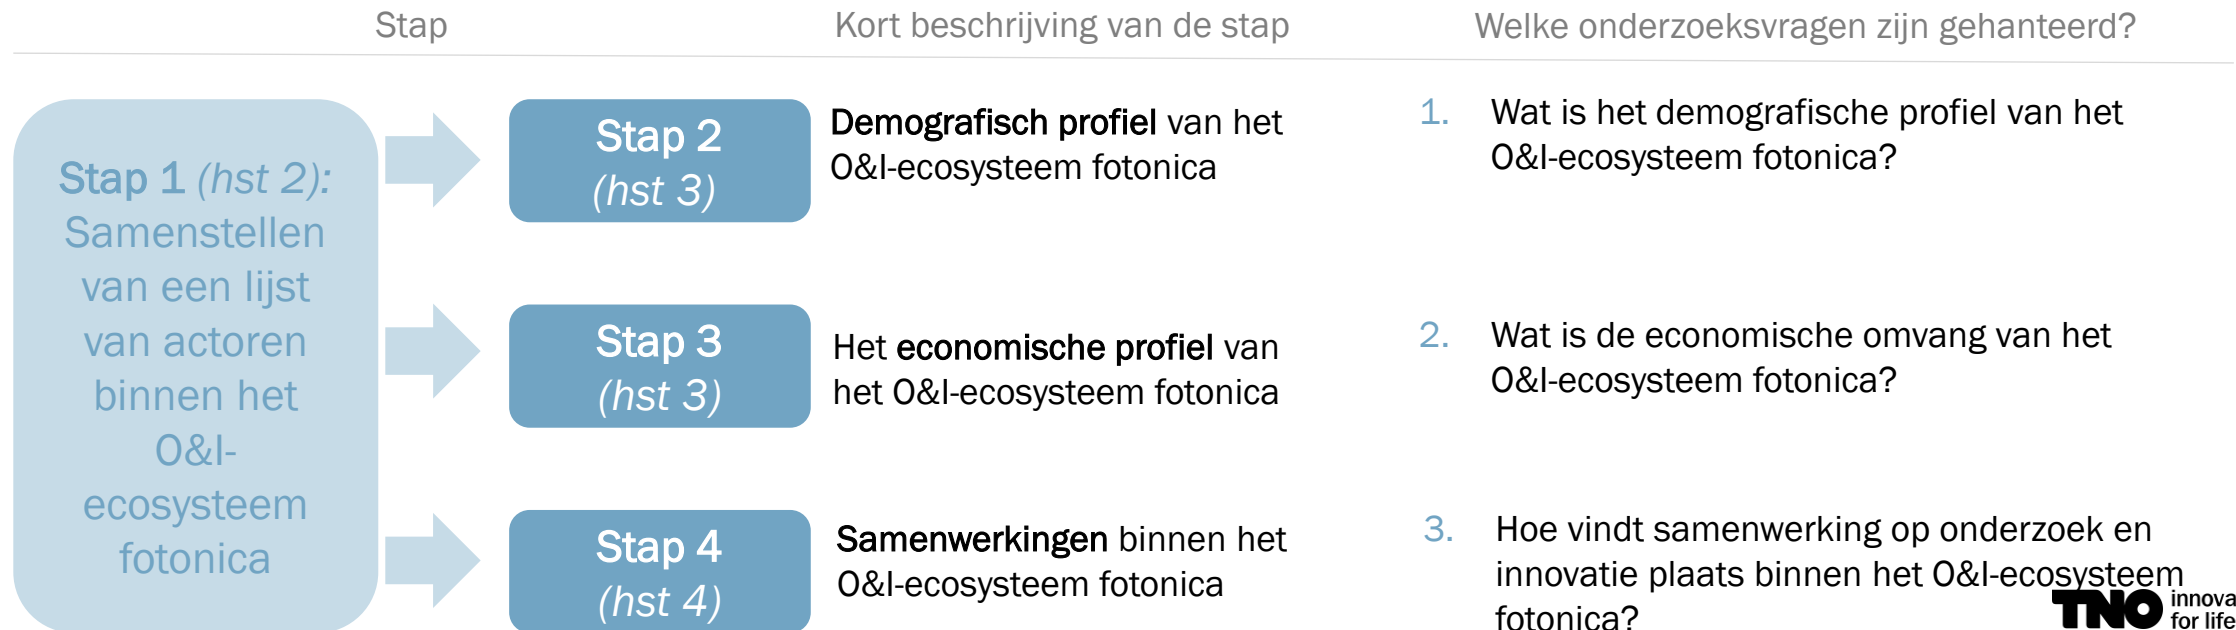 Stap
Kort beschrijving van de stap
Welke onderzoeksvragen zijn gehanteerd?
Stap 1 (hst 2):
Samenstellen
van een lijst
van actoren
binnen het
O&I-
ecosysteem
fotonica
Stap 2
(hst 3)
Demografisch profiel van het
O&I-ecosysteem fotonica
1. Wat is het demografische profiel van het
O&I-ecosysteem fotonica?
Stap 3
(hst 3)
Het economische profiel van
het O&I-ecosysteem fotonica
2. Wat is de economische omvang van het
O&I-ecosysteem fotonica?
Stap 4
(hst 4)
Samenwerkingen binnen het
O&I-ecosysteem fotonica
3. Hoe vindt samenwerking op onderzoek en
innovatie plaats binnen het O&I-ecosysteem
fotonica?
TNO innova
for life